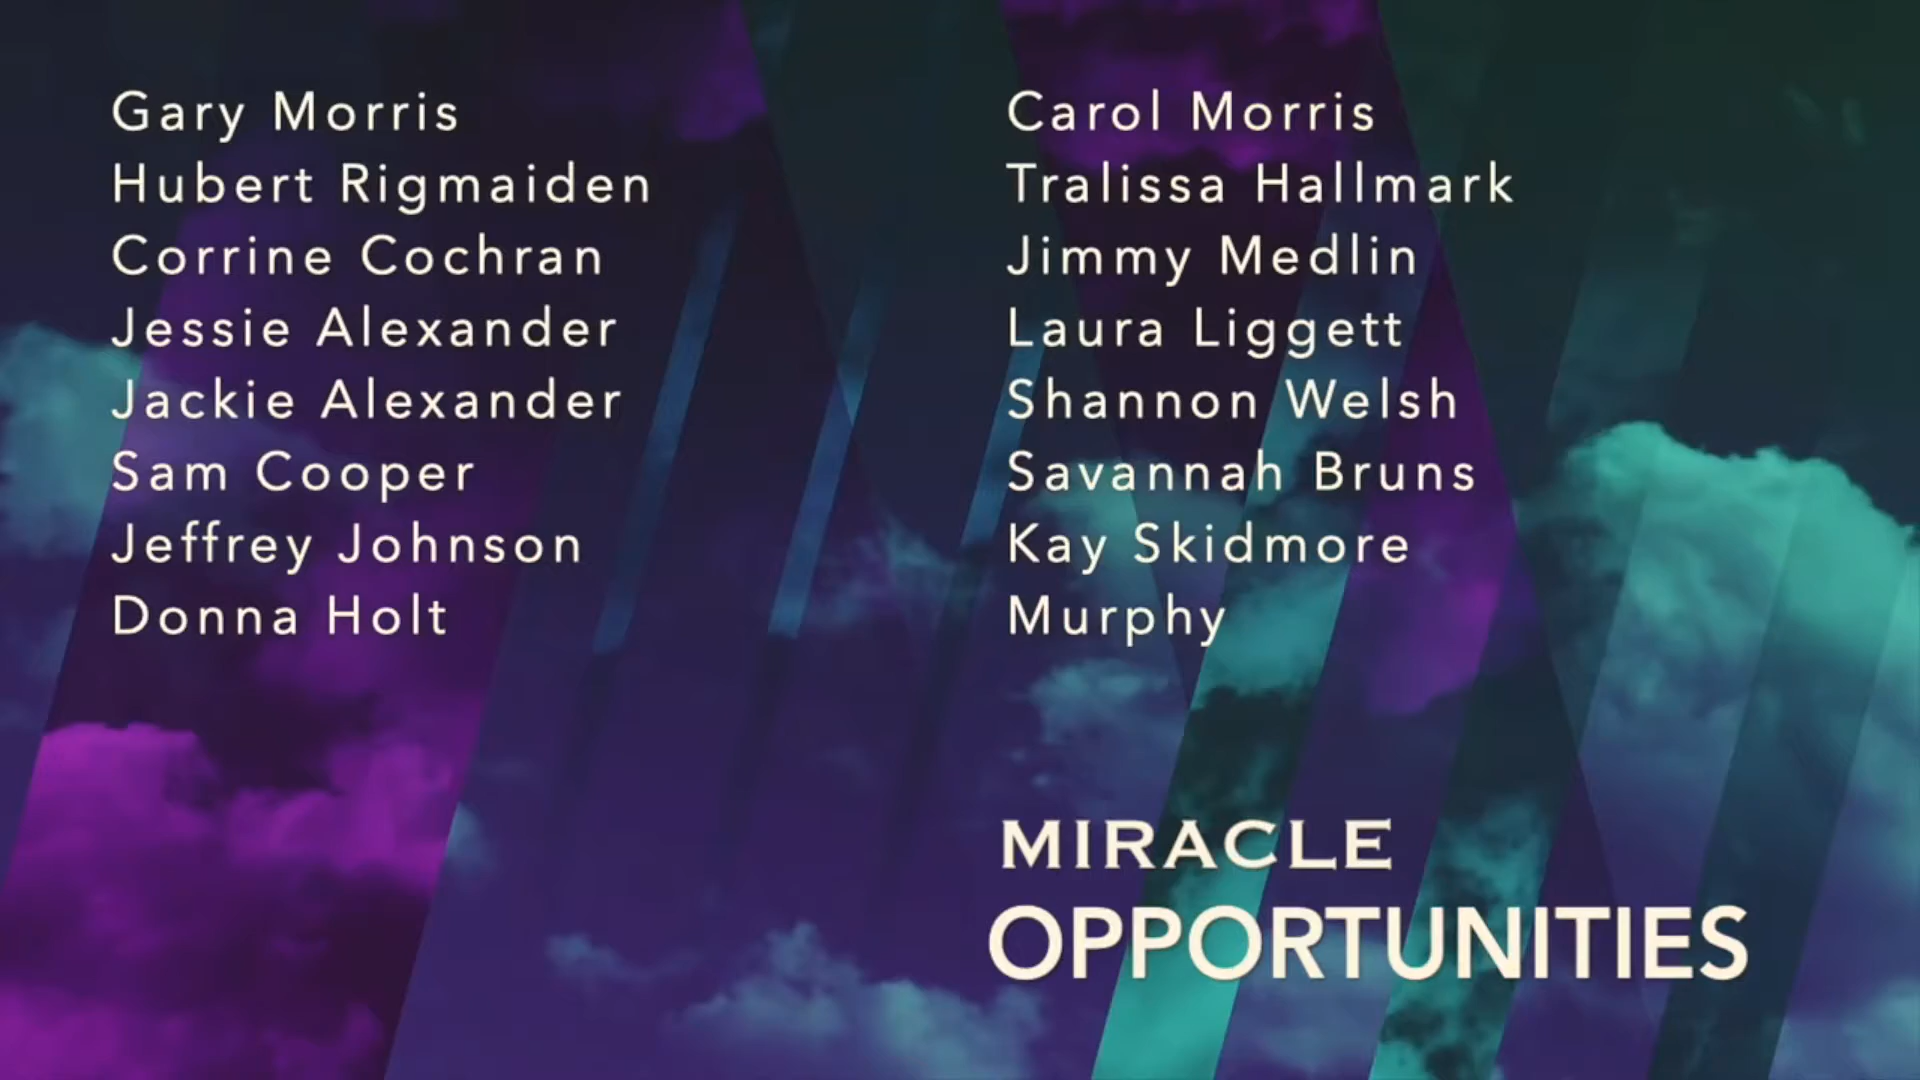 Gary Morris
Hubert Rigmaiden
Corrine Cochran
Jessie Alexander
Jackie Alexander
Sam Cooper
Jeffrey Johnson
Donna Holt
Carol Morris
Tralissa Hallmark
Jimmy Medlin
Laura Liggett
Shannon Welsh
Savannah Bruns
Kay Skidmore
Murphy
MIRACLE
OPPORTUNITIES